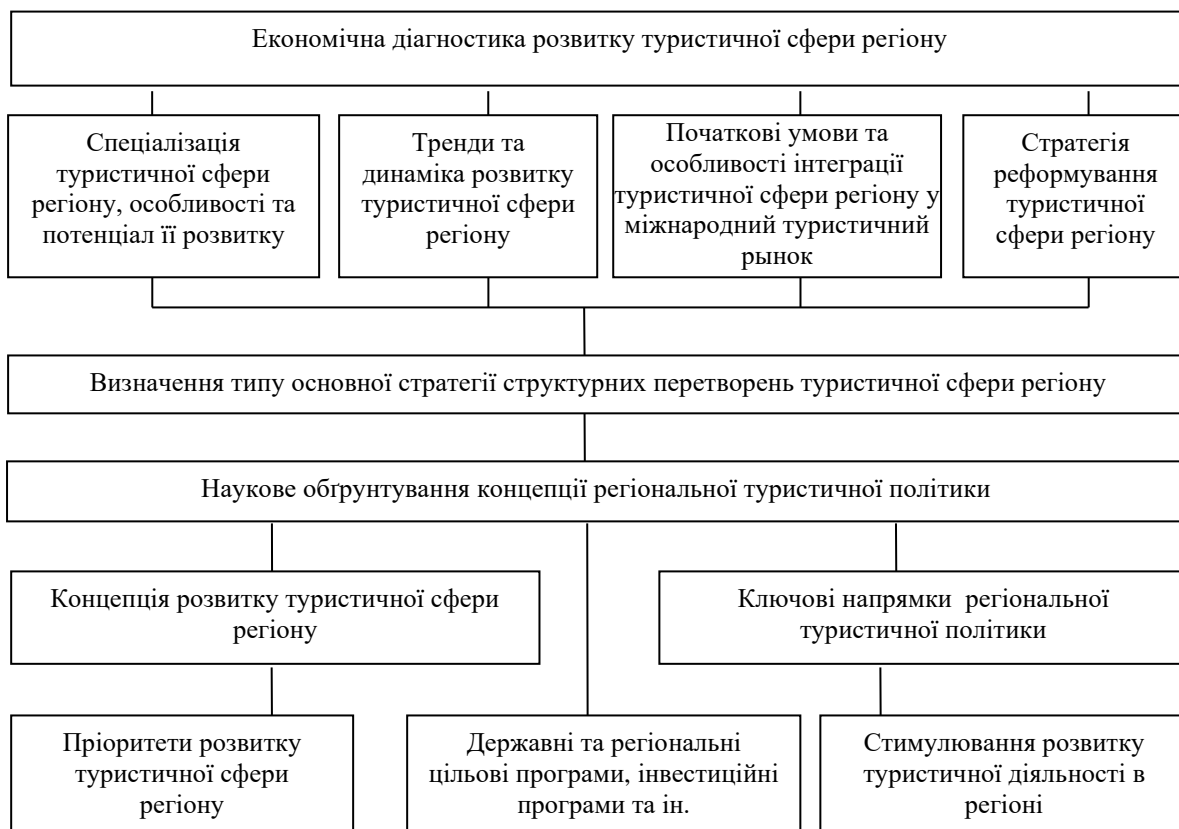 Економічна діагностика розвитку туристичної сфери регіону
Спеціалізація
туристичної сфери
регіону, особливості та
потенціал її розвитку
Тренди та
динаміка розвитку
туристичної сфери
регіону
Початкові умови та
особливості інтеграції
туристичної сфери регіону у
міжнародний туристичний
рынок
Стратегія
реформування
туристичної
сфери регіону
Визначення типу основної стратегії структурних перетворень туристичної сфери регіону
Наукове обґрунтування концепції регіональної туристичної політики
Концепція розвитку туристичної сфери
регіону
Ключові напрямки регіональної
туристичної політики
Пріоритети розвитку
туристичної сфери
регіону
Державні та регіональні
цільові програми, інвестиційні
програми та ін.
Стимулювання розвитку
туристичної діяльності в
регіоні